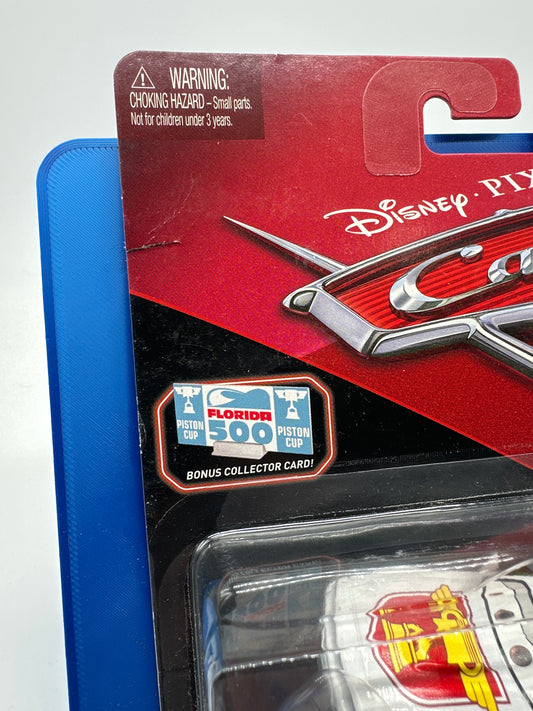 WARNING:
CHOKING HAZARD – Small parts.
Not for children under 3 years.
Disney · PIX
Ca
PISTON CUP
FLORIDA
500
PISTON CUP
BONUS COLLECTOR CARD!